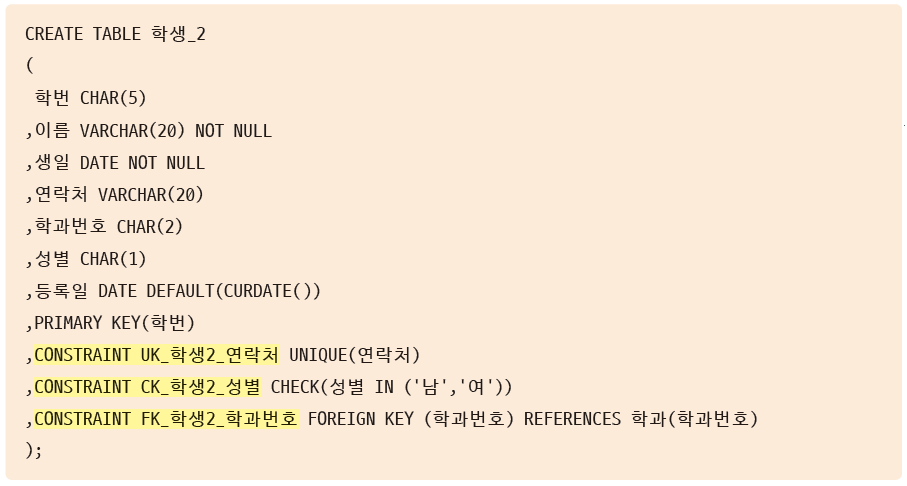 CREATE TABLE 학생_2
(
 학번 CHAR(5)
,이름 VARCHAR(20) NOT NULL
,생일 DATE NOT NULL
,연락처 VARCHAR(20)
,학과번호 CHAR(2)
,성별 CHAR(1)
,등록일 DATE DEFAULT(CURDATE())
,PRIMARY KEY(학번)
,CONSTRAINT UK_학생2_연락처 UNIQUE(연락처)
,CONSTRAINT CK_학생2_성별 CHECK(성별 IN ('남','여'))
,CONSTRAINT FK_학생2_학과번호 FOREIGN KEY (학과번호) REFERENCES 학과(학과번호)
);